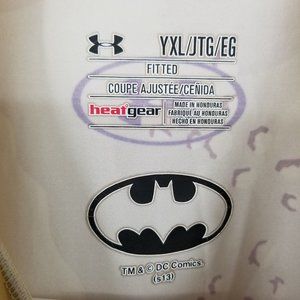 YXL/JTG/EG
FITTED
COUPE AJUSTÉE/CEÑIDA
heatgear
MADE IN HONDURAS
FABRIQUÉ AU HONDURAS
HECHO EN HONDURAS
TM & © DC Comics.
(s13)